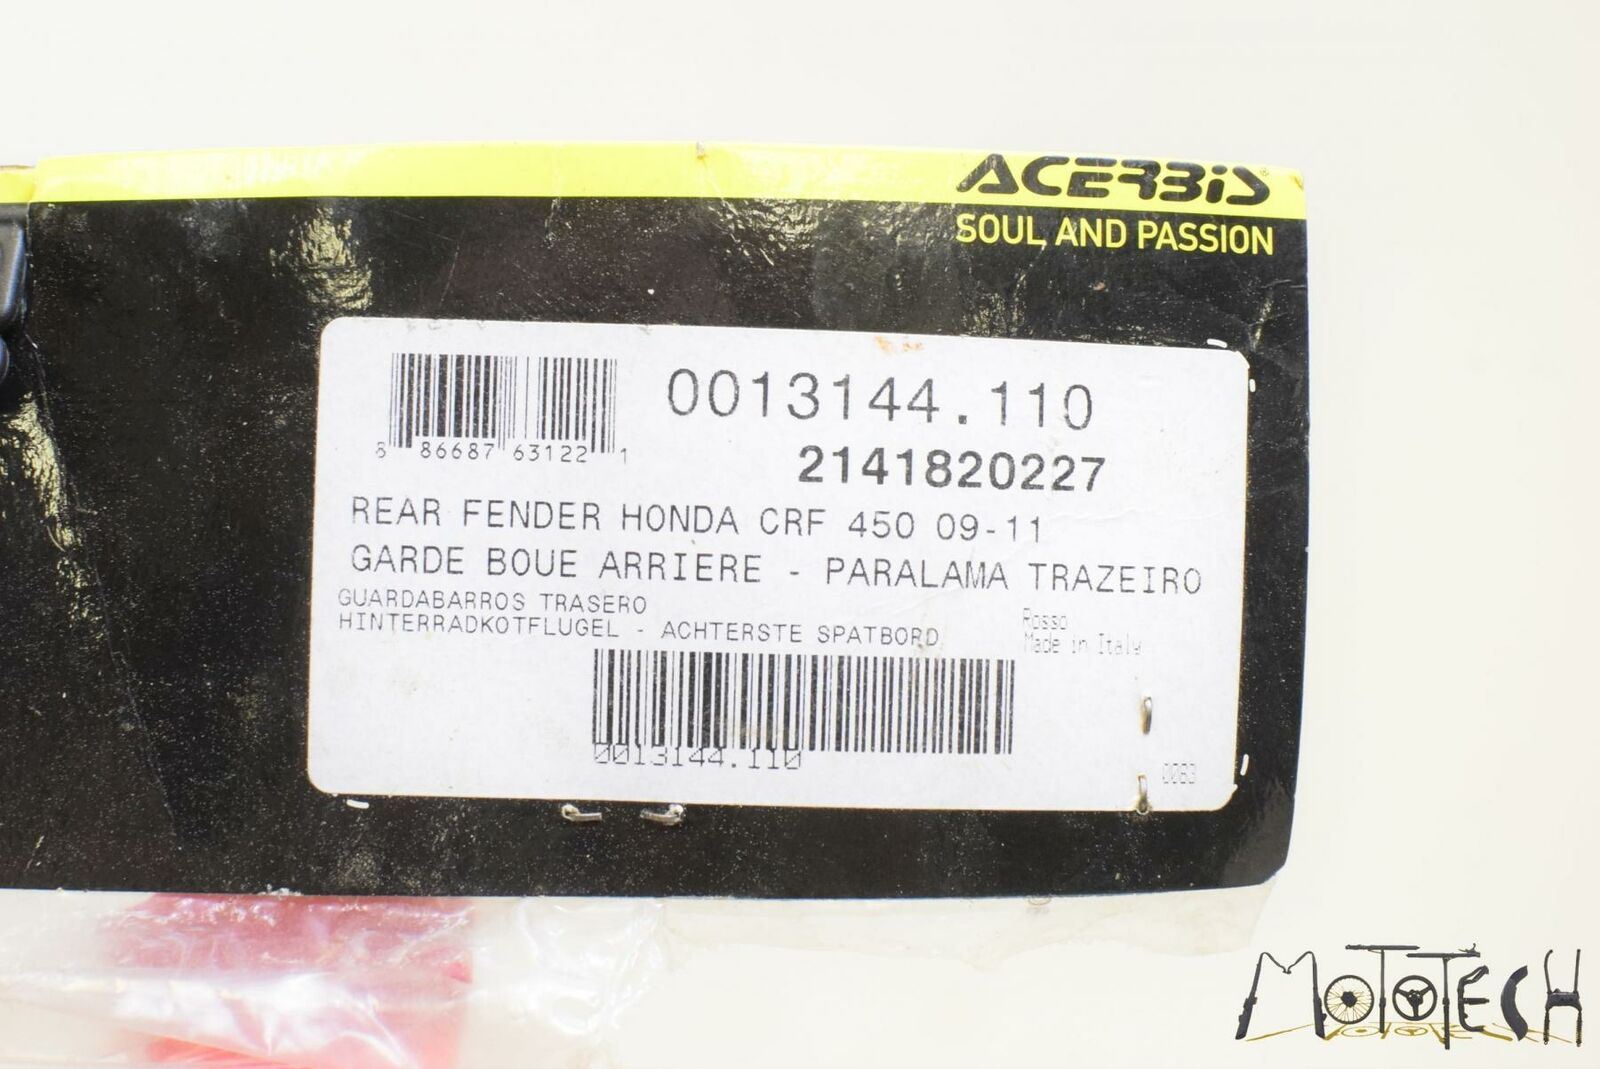 ACERBIS®
SOUL AND PASSION
0013144.110
8 86687 63122 1
2141820227
REAR FENDER HONDA CRF 450 09-11
GARDE BOUE ARRIERE - PARALAMA TRAZEIRO
GUARDABARROS TRASERO
HINTERRADKOTFLUGEL - ACHTERSTE SPATBORD
Rosso
Made in Italy
0013144.110
0083
MOTOTECH